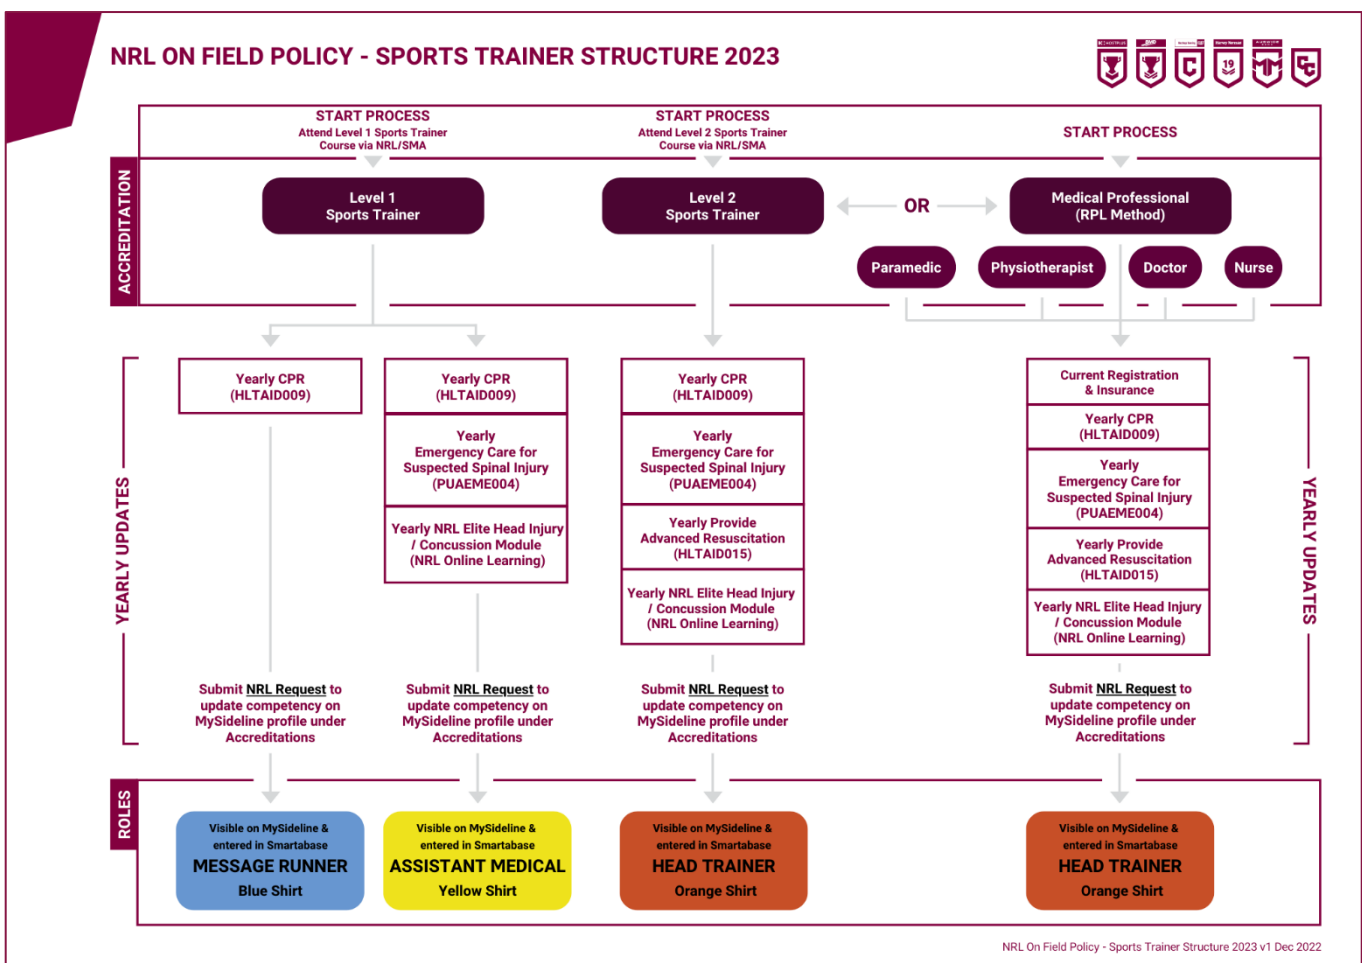 NRL ON FIELD POLICY - SPORTS TRAINER STRUCTURE 2023
19
START PROCESS
Attend Level 1 Sports Trainer
Course via NRL/SMA
START PROCESS
Attend Level 2 Sports Trainer
Course via NRL/SMA
START PROCESS
ACCREDITATION
Level 1
Sports Trainer
Level 2
Sports Trainer
OR
Medical Professional
(RPL Method)
Paramedic
Physiotherapist
Doctor
Nurse
YEARLY UPDATES
Yearly CPR
(HLTAID009)
Submit NRL Request to
update competency on
MySideline profile under
Accreditations
Yearly CPR
(HLTAID009)
Yearly
Emergency Care for
Suspected Spinal Injury
(PUAEME004)
Yearly NRL Elite Head Injury
/ Concussion Module
(NRL Online Learning)
Submit NRL Request to
update competency on
MySideline profile under
Accreditations
Yearly CPR
(HLTAID009)
Yearly
Emergency Care for
Suspected Spinal Injury
(PUAEME004)
Yearly Provide
Advanced Resuscitation
(HLTAID015)
Yearly NRL Elite Head Injury
/ Concussion Module
(NRL Online Learning)
Submit NRL Request to
update competency on
MySideline profile under
Accreditations
Current Registration
& Insurance
Yearly CPR
(HLTAID009)
Yearly
Emergency Care for
Suspected Spinal Injury
(PUAEME004)
Yearly Provide
Advanced Resuscitation
(HLTAID015)
Yearly NRL Elite Head Injury
/ Concussion Module
(NRL Online Learning)
Submit NRL Request to
update competency on
MySideline profile under
Accreditations
YEARLY UPDATES
ROLES
Visible on MySideline &
entered in Smartabase
MESSAGE RUNNER
Blue Shirt
Visible on MySideline &
entered in Smartabase
ASSISTANT MEDICAL
Yellow Shirt
Visible on MySideline &
entered in Smartabase
HEAD TRAINER
Orange Shirt
Visible on MySideline &
entered in Smartabase
HEAD TRAINER
Orange Shirt
NRL On Field Policy - Sports Trainer Structure 2023 v1 Dec 2022